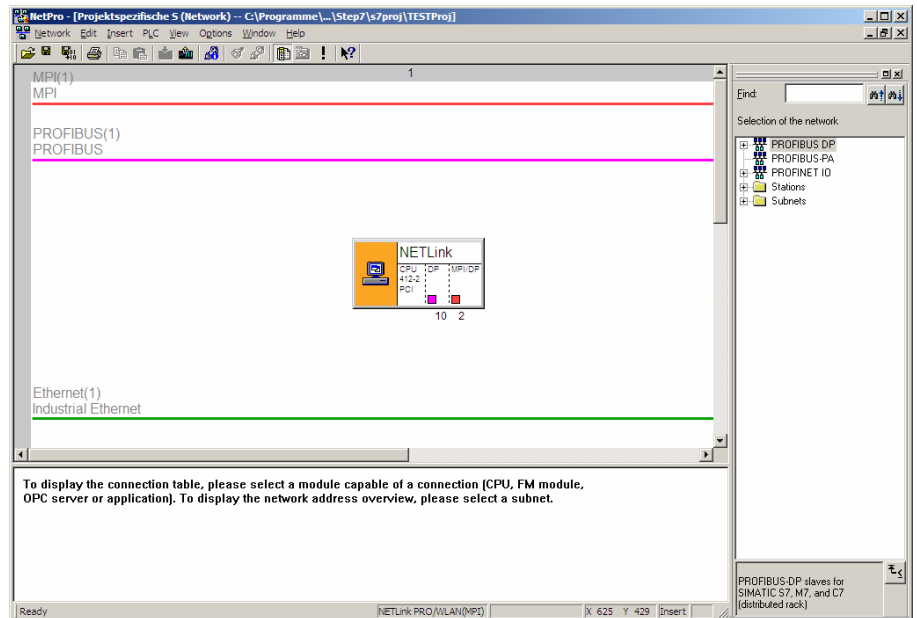 NetPro - [Projektspezifische S (Network) -- C:\Programme\...\Step7\s7proj\TESTProj]
Network Edit Insert PLC View Options Window Help
1
MPI(1)
MPI
PROFIBUS(1)
PROFIBUS
NETLink
CPU 412-2 PCI
DP
MPI/DP
10 2
Ethernet(1)
Industrial Ethernet
Find:
Selection of the network
PROFIBUS DP
PROFIBUS-PA
PROFINET IO
Stations
Subnets
To display the connection table, please select a module capable of a connection (CPU, FM module,
OPC server or application). To display the network address overview, please select a subnet.
PROFIBUS-DP slaves for
SIMATIC S7, M7, and C7
(distributed rack)
Ready
NETLink PRO/WLAN(MPI)
X 625 Y 429
Insert